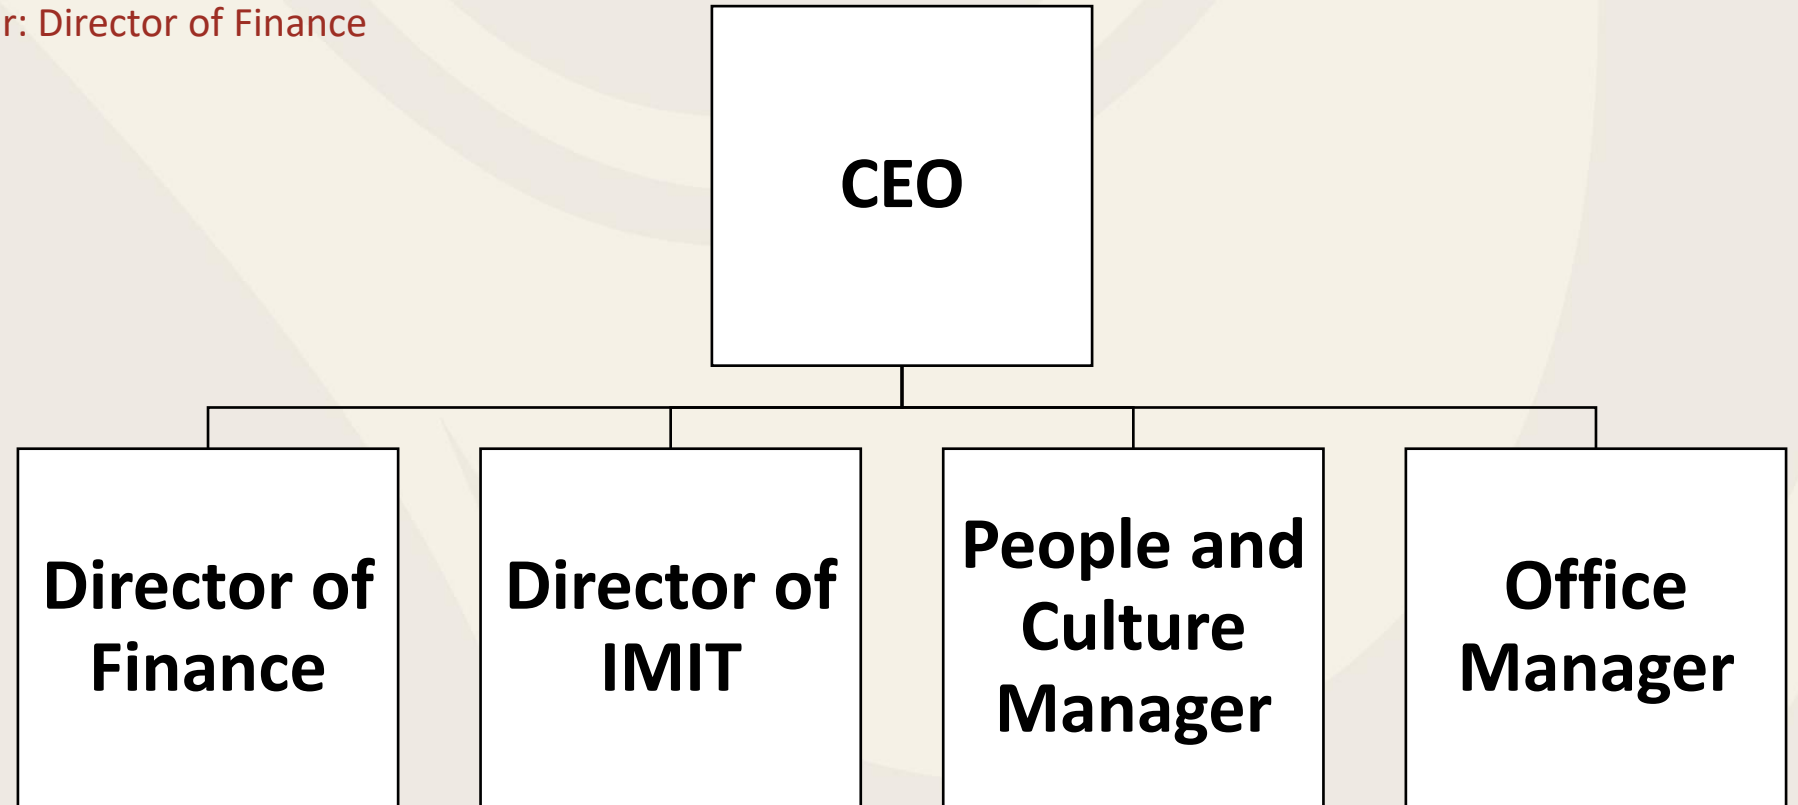 r: Director of Finance
CEO
Director of
Finance
Director of
IMIT
People and
Culture
Manager
Office
Manager